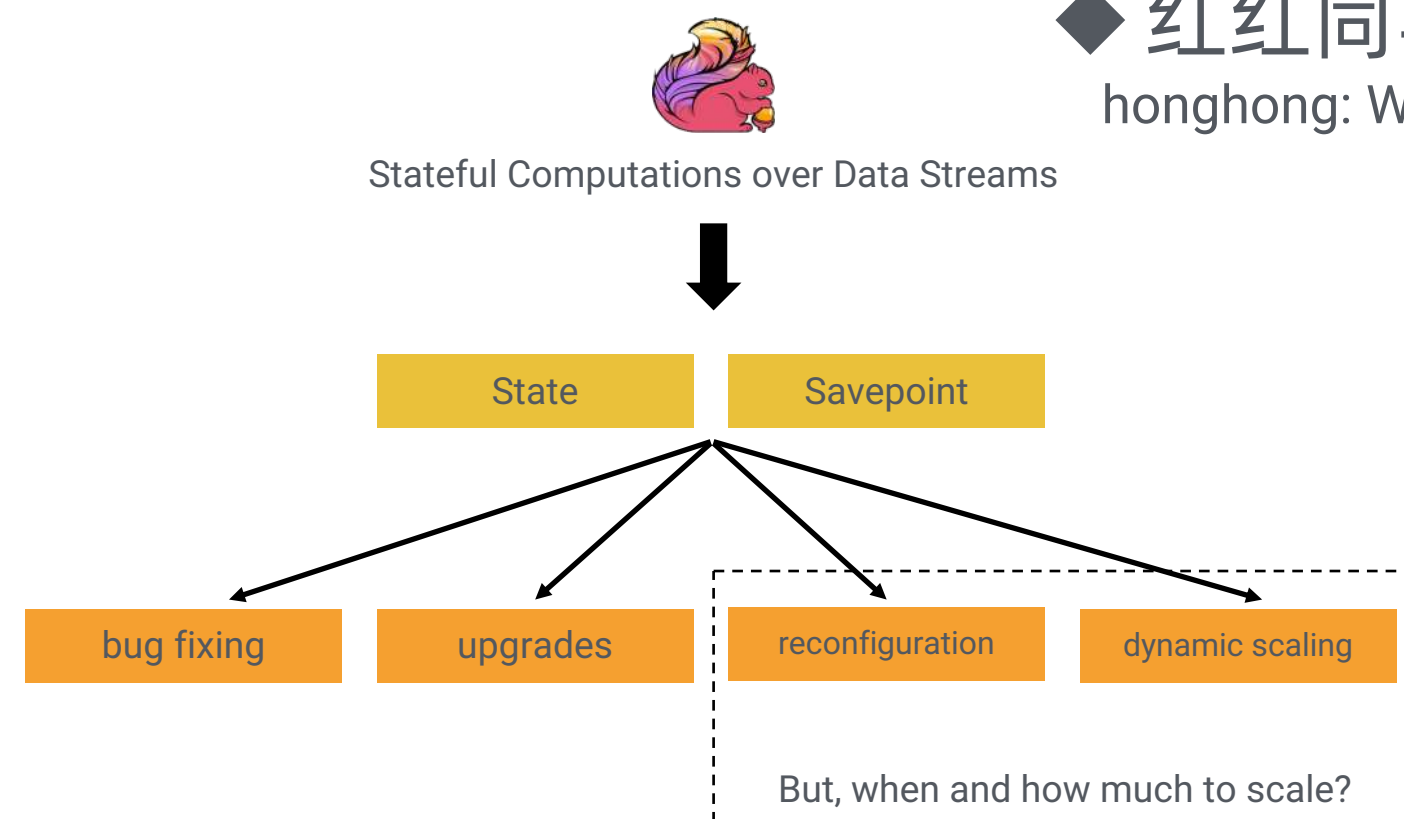 ◆ 红红同
honghong: W
Stateful Computations over Data Streams
State
Savepoint
bug fixing
upgrades
reconfiguration
dynamic scaling
But, when and how much to scale?